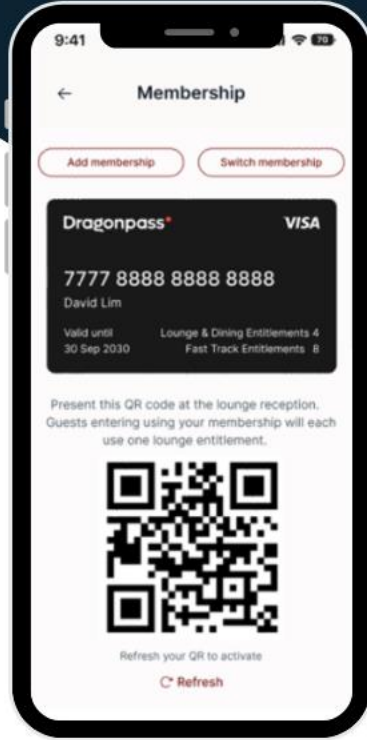 9:41
70
Membership
Add membership
Switch membership
Dragonpass
VISA
7777 8888 8888 8888
David Lim
Valid until
30 Sep 2030
Lounge & Dining Entitlements 4
Fast Track Entitlements 8
Present this QR code at the lounge reception.
Guests entering using your membership will each
use one lounge entitlement.
Refresh your QR to activate
Refresh